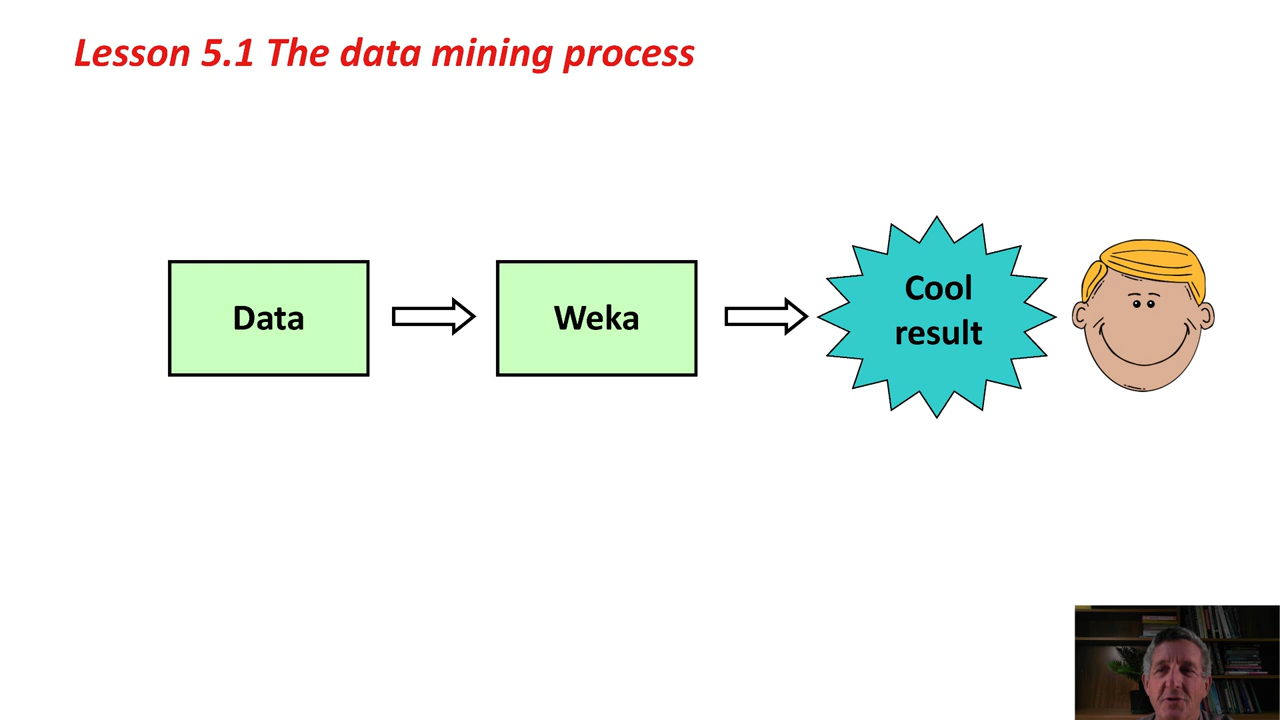 Lesson 5.1 The data mining process
Data
Weka
Cool
result